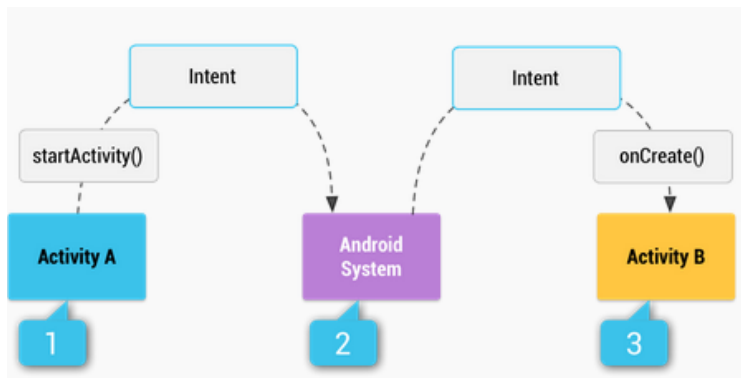 Intent
Intent
startActivity()
onCreate()
Activity A
Android
System
Activity B
1
2
3